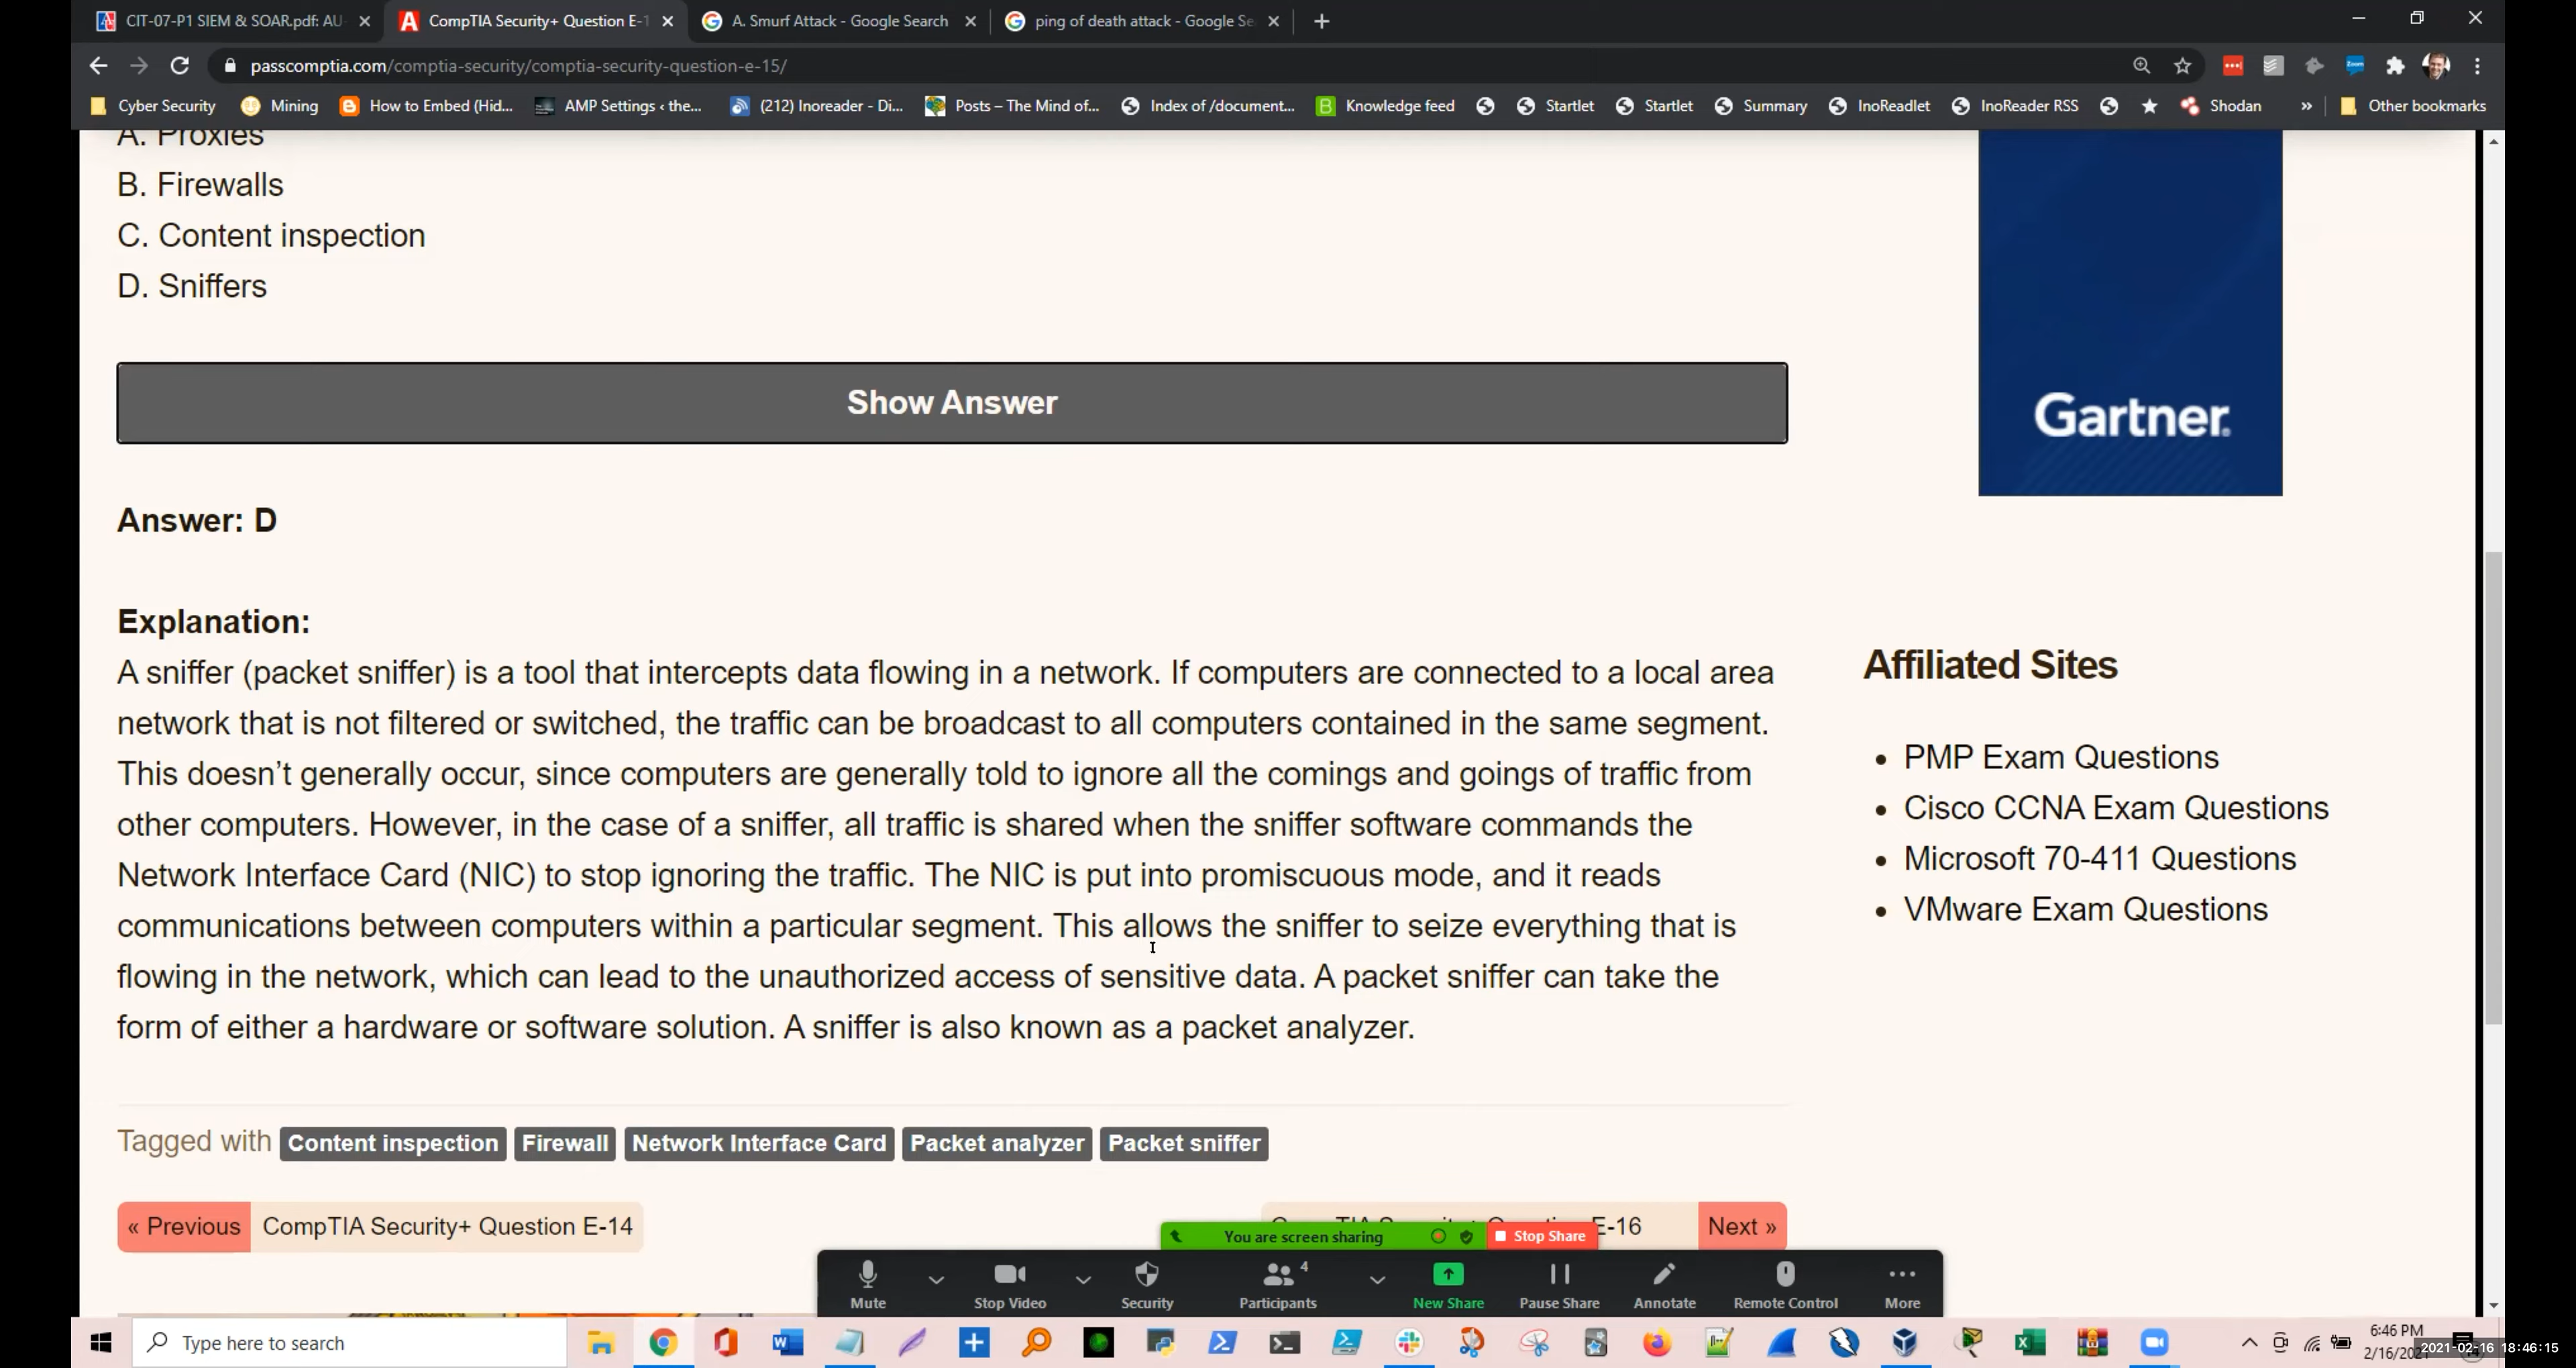 CIT-07-P1 SIEM & SOAR.pdf: AU
CompTIA Security+ Question E-1
A. Smurf Attack - Google Search
ping of death attack - Google Se
passcomptia.com/comptia-security/comptia-security-question-e-15/
Cyber Security
Mining
How to Embed (Hid...
AMP Settings ‹ the...
(212) Inoreader - Di...
Posts – The Mind of...
Index of /document...
Knowledge feed
Startlet
Startlet
Summary
InoReadlet
InoReader RSS
Shodan
»
Other bookmarks
A. Proxies
B. Firewalls
C. Content inspection
D. Sniffers
Show Answer
Gartner.
Answer: D
Explanation:
A sniffer (packet sniffer) is a tool that intercepts data flowing in a network. If computers are connected to a local area
network that is not filtered or switched, the traffic can be broadcast to all computers contained in the same segment.
This doesn’t generally occur, since computers are generally told to ignore all the comings and goings of traffic from
other computers. However, in the case of a sniffer, all traffic is shared when the sniffer software commands the
Network Interface Card (NIC) to stop ignoring the traffic. The NIC is put into promiscuous mode, and it reads
communications between computers within a particular segment. This allows the sniffer to seize everything that is
flowing in the network, which can lead to the unauthorized access of sensitive data. A packet sniffer can take the
form of either a hardware or software solution. A sniffer is also known as a packet analyzer.
Affiliated Sites
• PMP Exam Questions
• Cisco CCNA Exam Questions
• Microsoft 70-411 Questions
• VMware Exam Questions
Tagged with Content inspection Firewall Network Interface Card Packet analyzer Packet sniffer
« Previous CompTIA Security+ Question E-14
E-16 Next »
You are screen sharing Stop Share
Mute
Stop Video
Security
Participants 4
New Share
Pause Share
Annotate
Remote Control
More
Type here to search
6:46 PM
2/16/202
2021-02-16 18:46:15